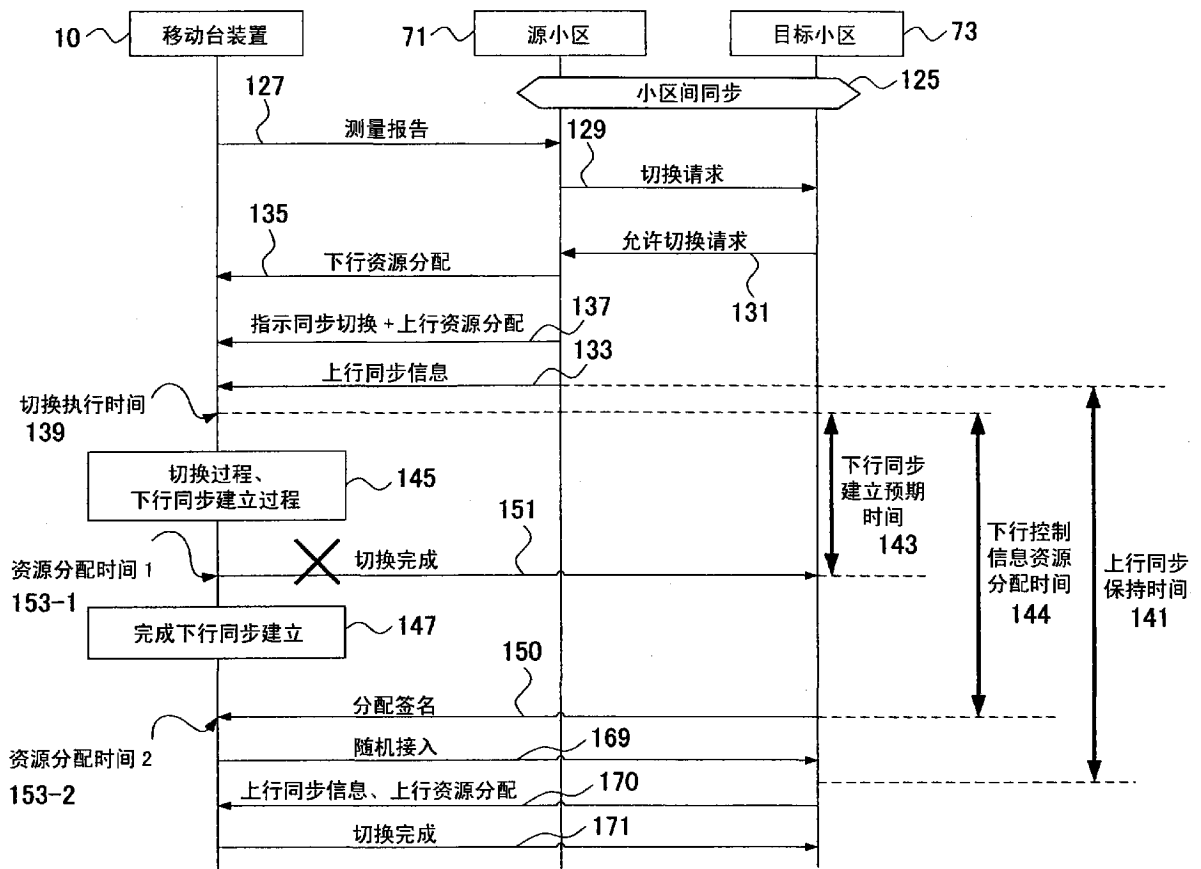 10
移动台装置
71
源小区
目标小区
73
小区间同步
125
127
测量报告
129
切换请求
135
允许切换请求
131
下行资源分配
137
指示同步切换+上行资源分配
133
上行同步信息
切换执行时间
139
切换过程、
下行同步建立过程
145
下行同步
建立预期
时间
143
下行控制
信息资源
分配时间
144
上行同步
保持时间
141
151
切换完成
资源分配时间1
153-1
完成下行同步建立
147
150
分配签名
资源分配时间2
153-2
随机接入
169
上行同步信息、上行资源分配
170
切换完成
171